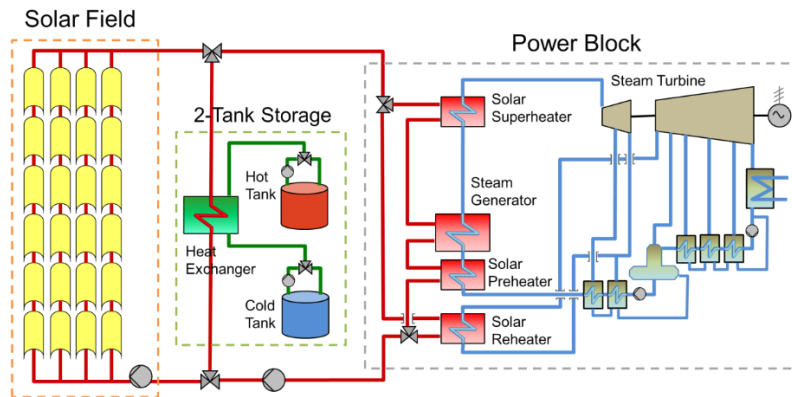 Solar Field
Power Block
Steam Turbine
2-Tank Storage
Solar
Superheater
Hot
Tank
Steam
Generator
Heat
Exchanger
Solar
Preheater
Cold
Tank
Solar
Reheater